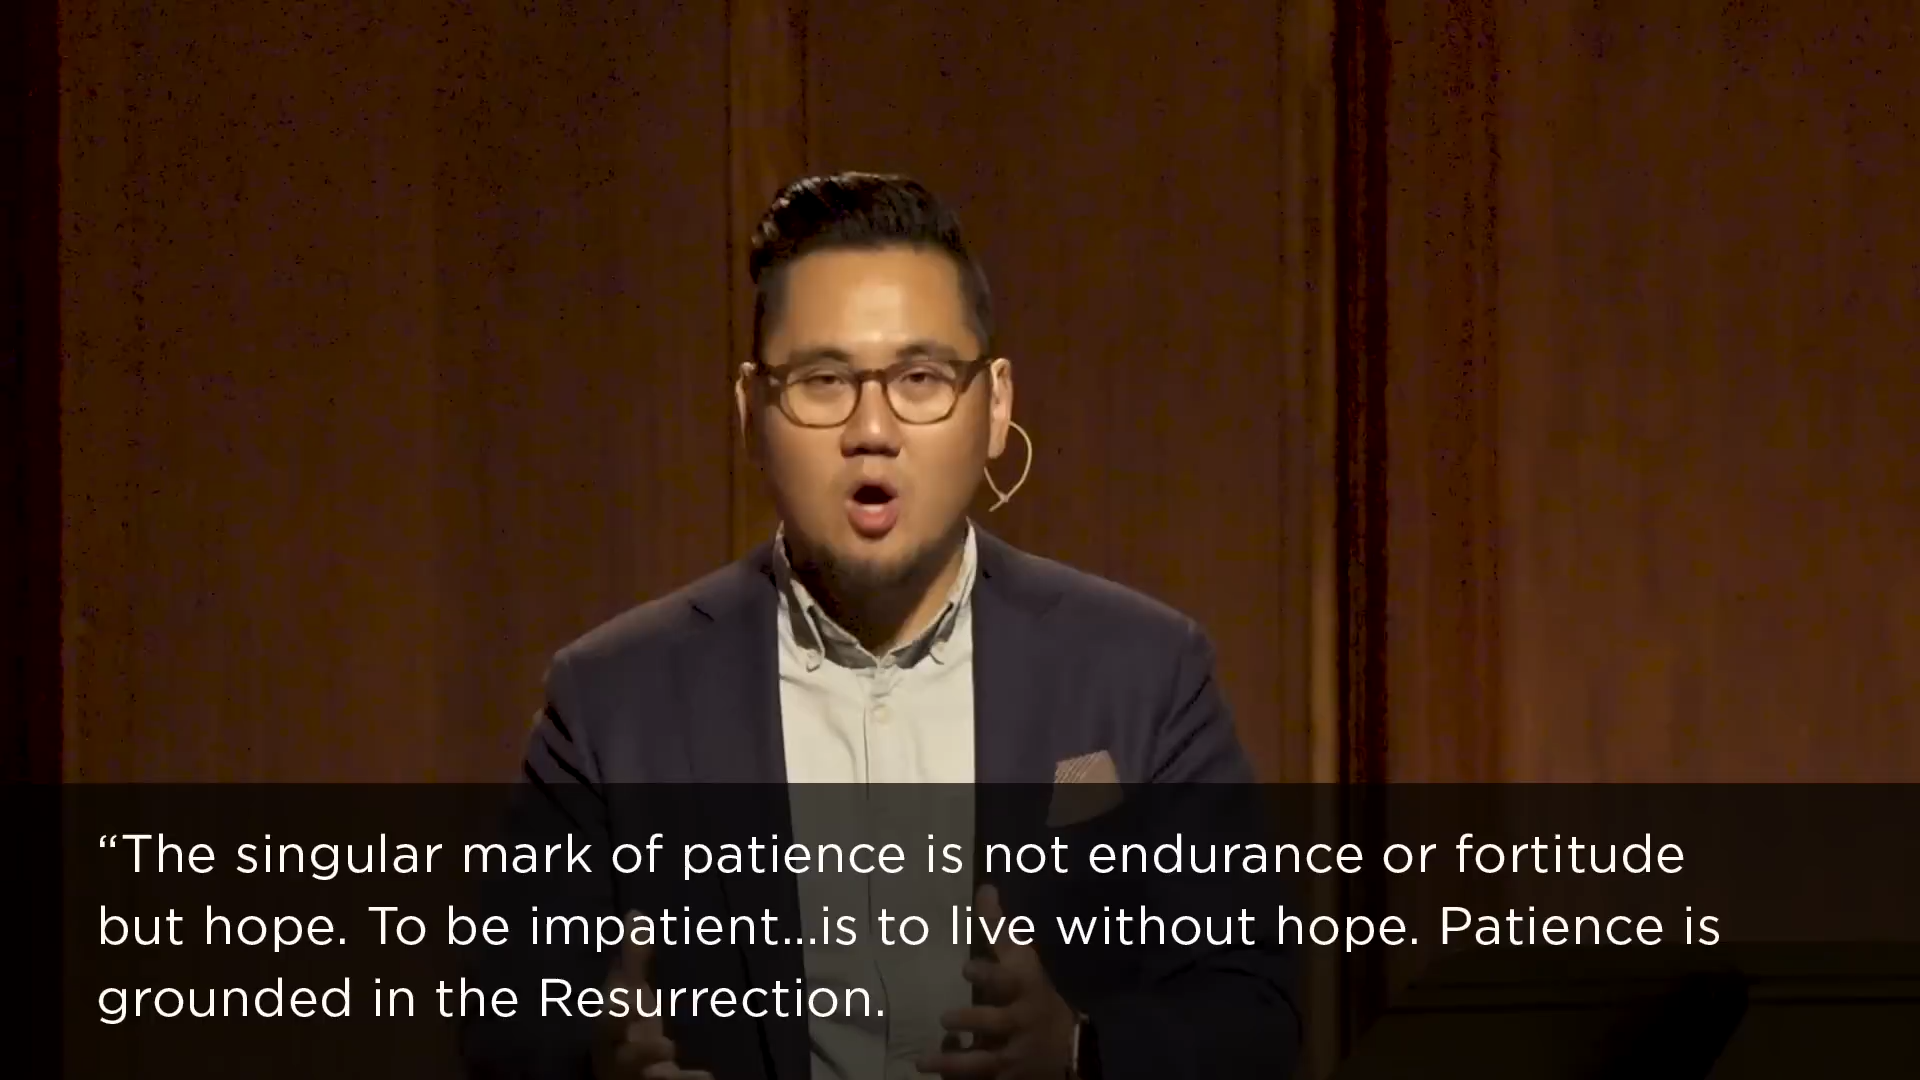 “The singular mark of patience is not endurance or fortitude
but hope. To be impatient...is to live without hope. Patience is
grounded in the Resurrection.